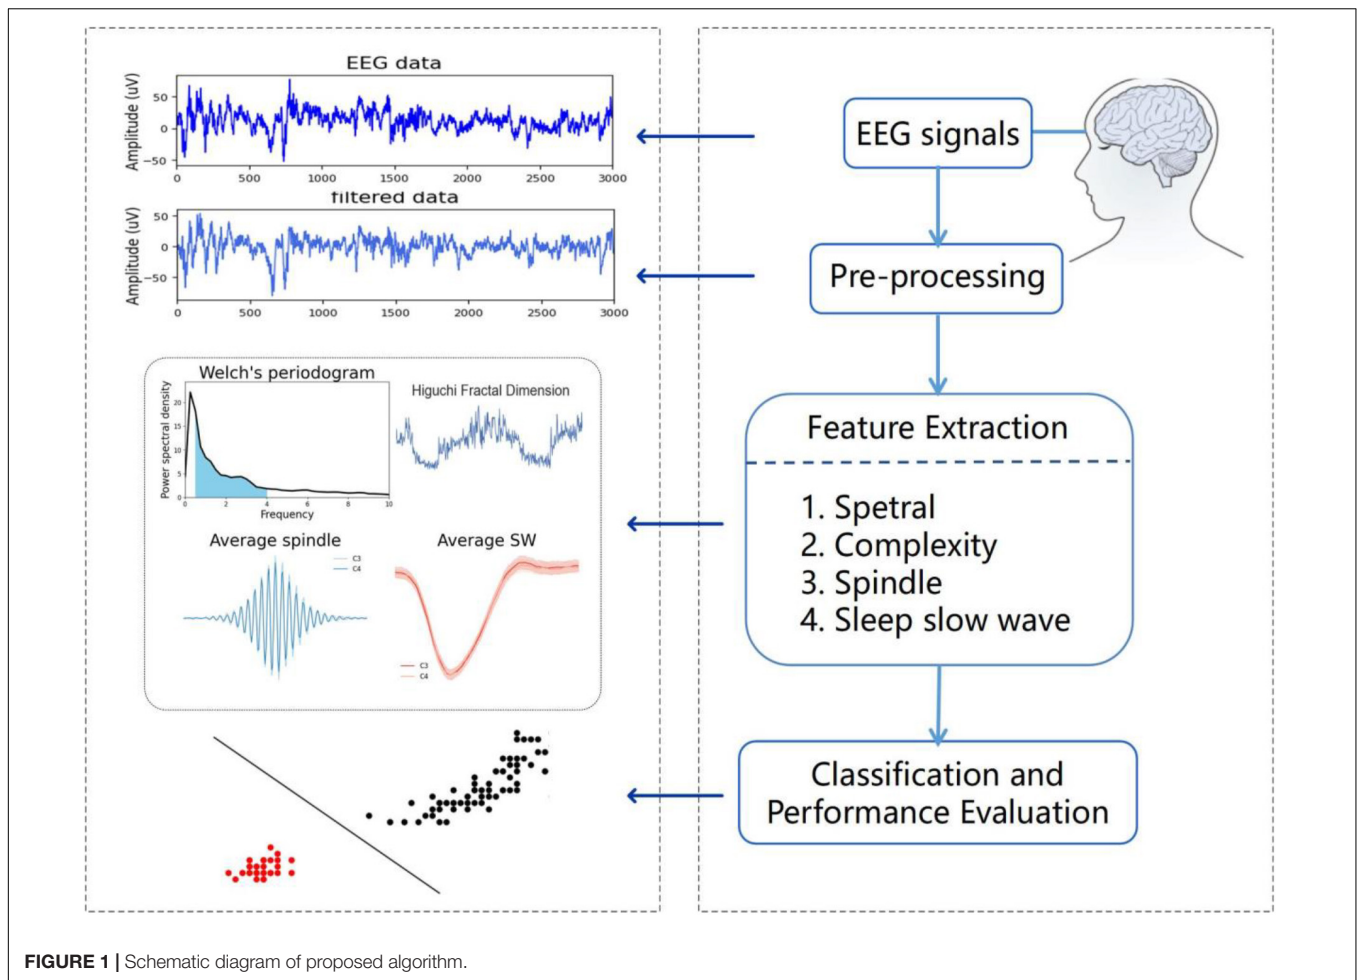 EEG data
Amplitude (uV)
50
0
−50
0 500 1000 1500 2000 2500 3000
filtered data
Amplitude (uV)
50
0
−50
0 500 1000 1500 2000 2500 3000
Welch's periodogram
Power spectral density
20
15
10
5
0
0 2 4 6 8 10
Frequency
Higuchi Fractal Dimension
Average spindle
C3
C4
Average SW
C3
C4
EEG signals
Pre-processing
Feature Extraction
1. Spetral
2. Complexity
3. Spindle
4. Sleep slow wave
Classification and
Performance Evaluation
FIGURE 1 | Schematic diagram of proposed algorithm.